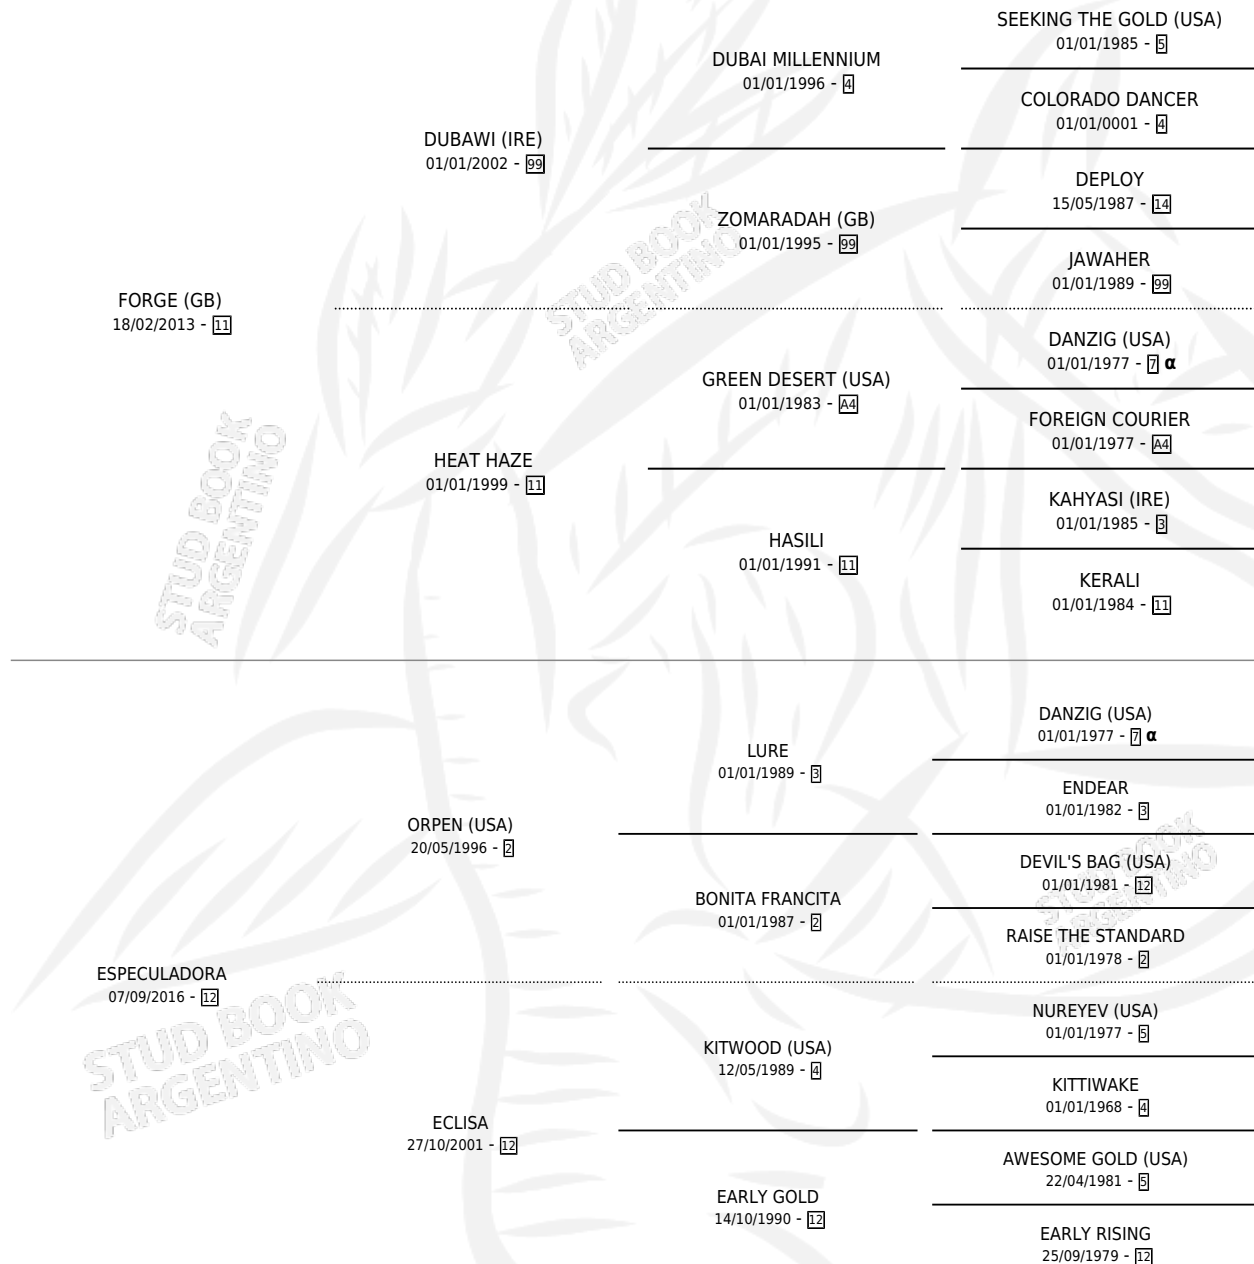 SEEKING THE GOLD (USA)
01/01/1985 - 5
DUBAI MILLENNIUM
01/01/1996 - 4
COLORADO DANCER
01/01/0001 - 4
DUBAWI (IRE)
01/01/2002 - 99
DEPLOY
15/05/1987 - 14
ZOMARADAH (GB)
01/01/1995 - 99
JAWAHER
01/01/1989 - 99
FORGE (GB)
18/02/2013 - 11
DANZIG (USA)
01/01/1977 - 7 α
GREEN DESERT (USA)
01/01/1983 - A4
FOREIGN COURIER
01/01/1977 - A4
HEAT HAZE
01/01/1999 - 11
KAHYASI (IRE)
01/01/1985 - 3
HASILI
01/01/1991 - 11
KERALI
01/01/1984 - 11
DANZIG (USA)
01/01/1977 - 7 α
LURE
01/01/1989 - 3
ENDEAR
01/01/1982 - 3
ORPEN (USA)
20/05/1996 - 2
DEVIL'S BAG (USA)
01/01/1981 - 12
BONITA FRANCITA
01/01/1987 - 2
RAISE THE STANDARD
01/01/1978 - 2
ESPECULADORA
07/09/2016 - 12
NUREYEV (USA)
01/01/1977 - 5
KITWOOD (USA)
12/05/1989 - 4
KITTIWAKE
01/01/1968 - 4
ECLISA
27/10/2001 - 12
AWESOME GOLD (USA)
22/04/1981 - 5
EARLY GOLD
14/10/1990 - 12
EARLY RISING
25/09/1979 - 12
STUD BOOK
ARGENTINO
STUD BOOK
ARGENTINO
STUD BOOK
ARGENTINO
STUD BOOK
ARGENTINO